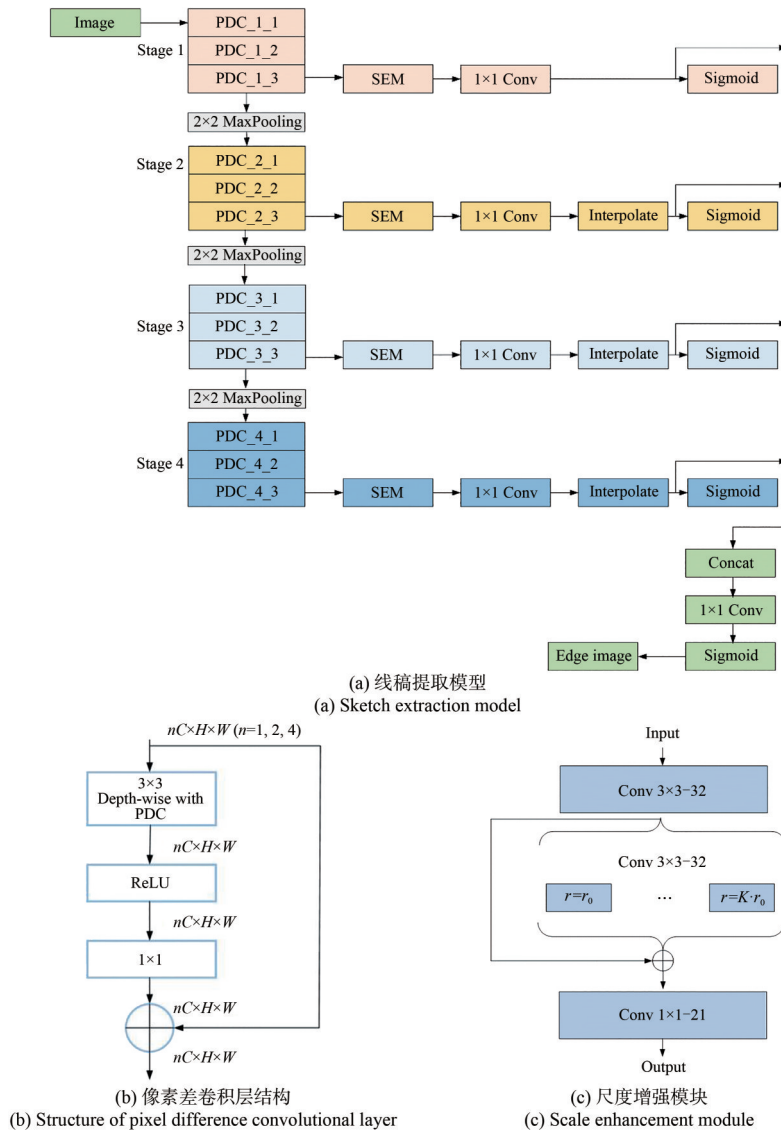 Image
PDC_1_1
Stage 1
PDC_1_2
PDC_1_3
SEM
1×1 Conv
Sigmoid
2×2 MaxPooling
Stage 2
PDC_2_1
PDC_2_2
PDC_2_3
SEM
1×1 Conv
Interpolate
Sigmoid
2×2 MaxPooling
PDC_3_1
Stage 3
PDC_3_2
PDC_3_3
SEM
1×1 Conv
Interpolate
Sigmoid
2×2 MaxPooling
PDC_4_1
Stage 4
PDC_4_2
PDC_4_3
SEM
1×1 Conv
Interpolate
Sigmoid
Concat
1×1 Conv
Edge image
Sigmoid
(a) 线稿提取模型
(a) Sketch extraction model
nC×H×W (n=1, 2, 4)
3×3
Depth-wise with
PDC
nC×H×W
ReLU
nC×H×W
1×1
nC×H×W
nC×H×W
(b) 像素差卷积层结构
(b) Structure of pixel difference convolutional layer
Input
Conv 3×3−32
Conv 3×3−32
r=r₀
···
r=K·r₀
Conv 1×1−21
Output
(c) 尺度增强模块
(c) Scale enhancement module